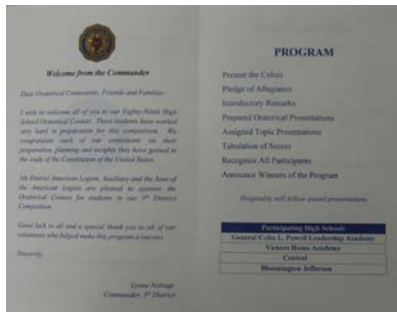 Welcome from the Commander
Dear Oratorical Contestants, Friends and Families:
I wish to welcome all of you to our Eighty-Ninth High
School Oratorical Contest. These students have worked
very hard in preparation for this competition. We
congratulate each of our contestants on their
preparation, planning and insights they have gained in
the study of the Constitution of the United States.
5th District American Legion, Auxiliary and the Sons of
the American Legion are pleased to sponsor the
Oratorical Contest for students in our 5th District
Competition.
Good luck to all and a special thank you to all of our
volunteers who helped make this program a success.
Sincerely,
Lynne Nottage
Commander, 5th District
PROGRAM
Present the Colors
Pledge of Allegiance
Introductory Remarks
Prepared Oratorical Presentations
Assigned Topic Presentations
Tabulation of Scores
Recognize All Participants
Announce Winners of the Program
Hospitality will follow award presentations
Participating High Schools
General Colin L. Powell Leadership Academy
Home Academy
Central
Bloomington Jefferson